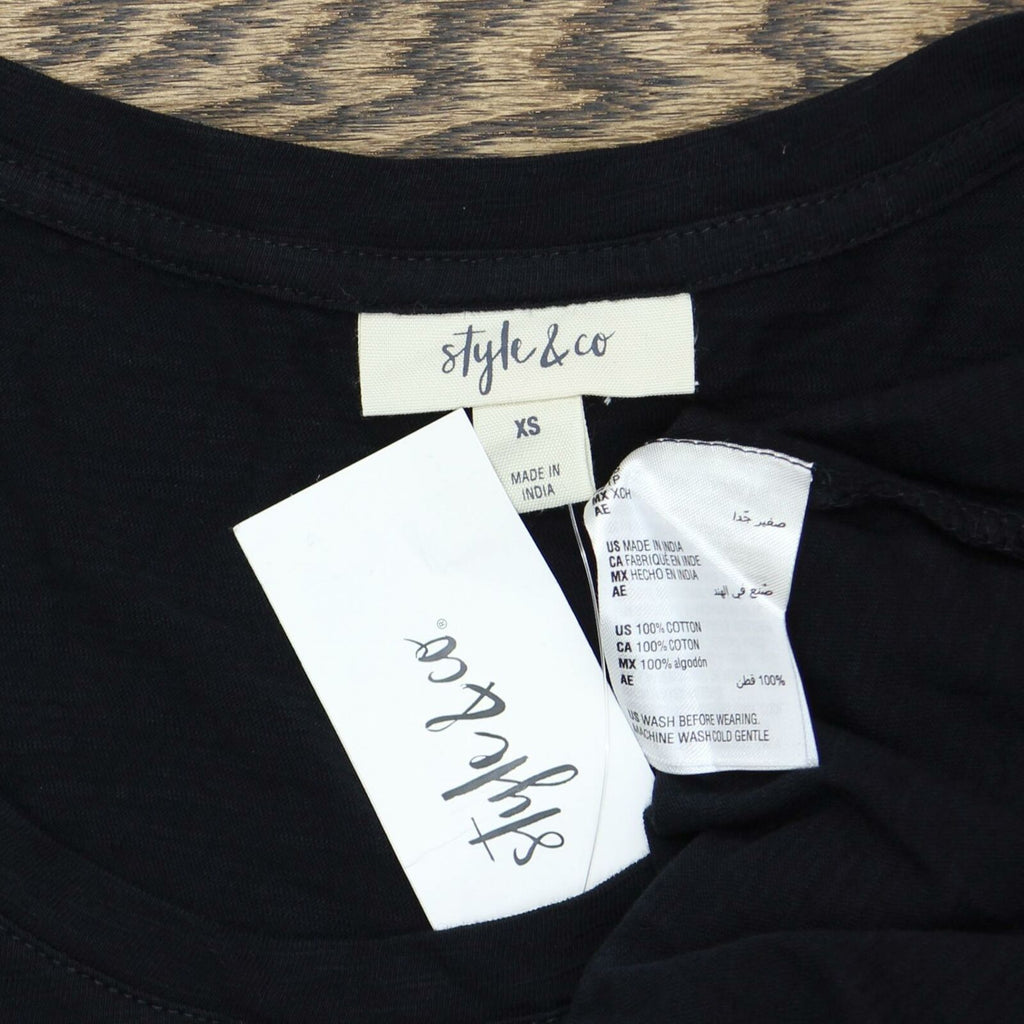 style & co
XS
MADE IN
INDIA
style & co®
MX XCH
AE
صغير جّدا
US MADE IN INDIA
CA FABRIQUÉ EN INDE
MX HECHO EN INDIA
AE صّنع في الهند
US 100% COTTON
CA 100% COTON
MX 100% algodón
AE 100% قطن
US WASH BEFORE WEARING.
MACHINE WASH COLD GENTLE